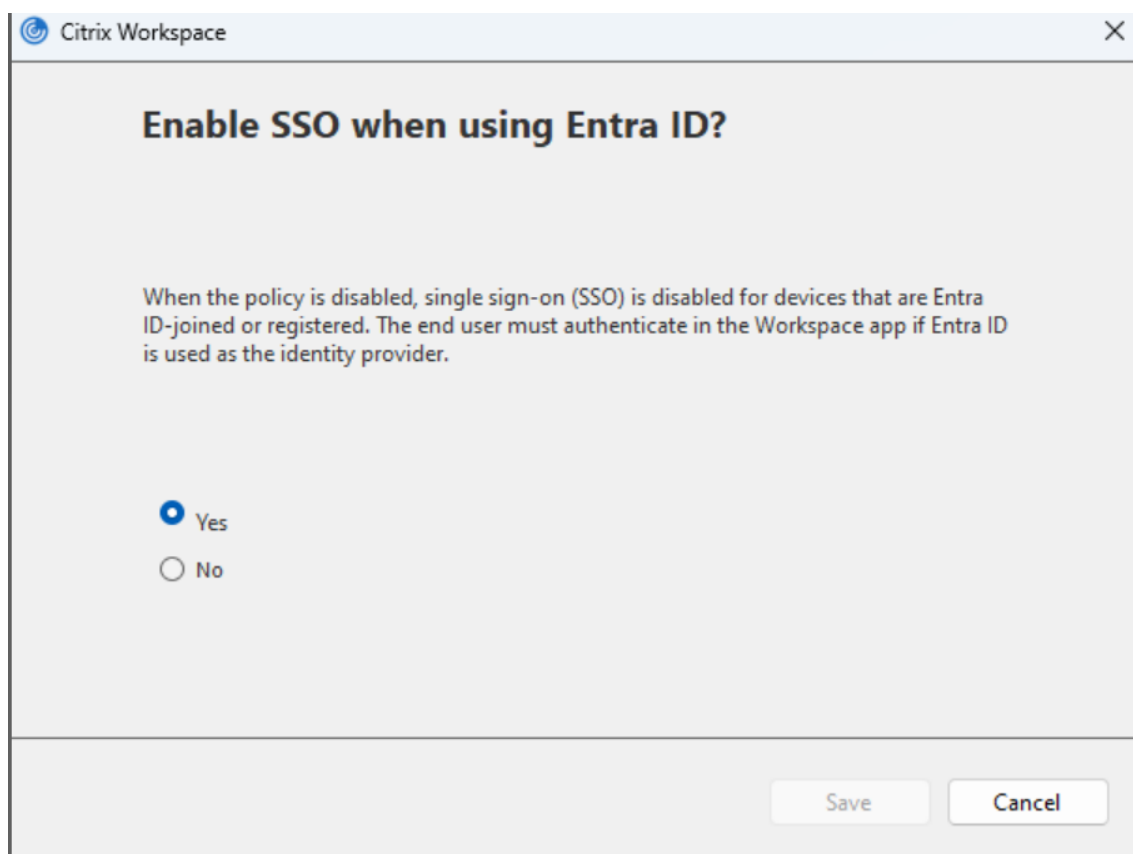 Citrix Workspace
Enable SSO when using Entra ID?
When the policy is disabled, single sign-on (SSO) is disabled for devices that are Entra
ID-joined or registered. The end user must authenticate in the Workspace app if Entra ID
is used as the identity provider.
Yes
No
Save
Cancel